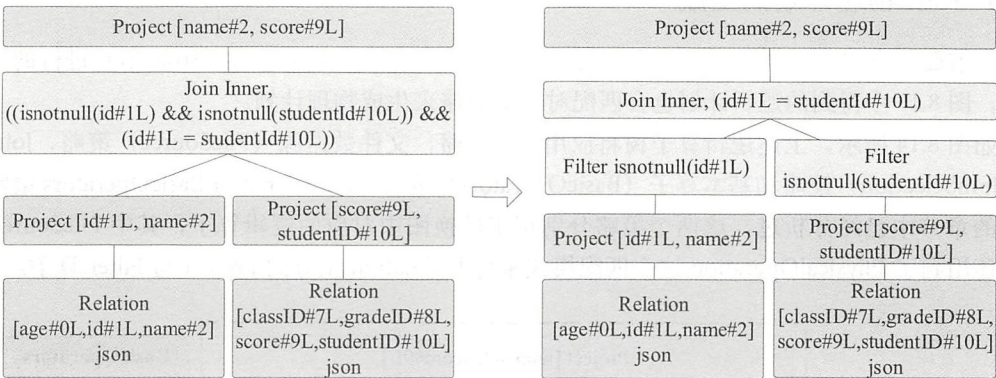 Project [name#2, score#9L]
Join Inner,
((isnotnull(id#1L) && isnotnull(studentId#10L)) &&
(id#1L = studentId#10L))
Project [id#1L, name#2]
Project [score#9L,
studentID#10L]
Relation
[age#0L,id#1L,name#2]
json
Relation
[classID#7L,gradeID#8L,
score#9L,studentID#10L]
json
Project [name#2, score#9L]
Join Inner, (id#1L = studentId#10L)
Filter isnotnull(id#1L)
Filter
isnotnull(studentId#10L)
Project [id#1L, name#2]
Project [score#9L,
studentID#10L]
Relation
[age#0L,id#1L,name#2]
json
Relation
[classID#7L,gradeID#8L,
score#9L,studentID#10L]
json